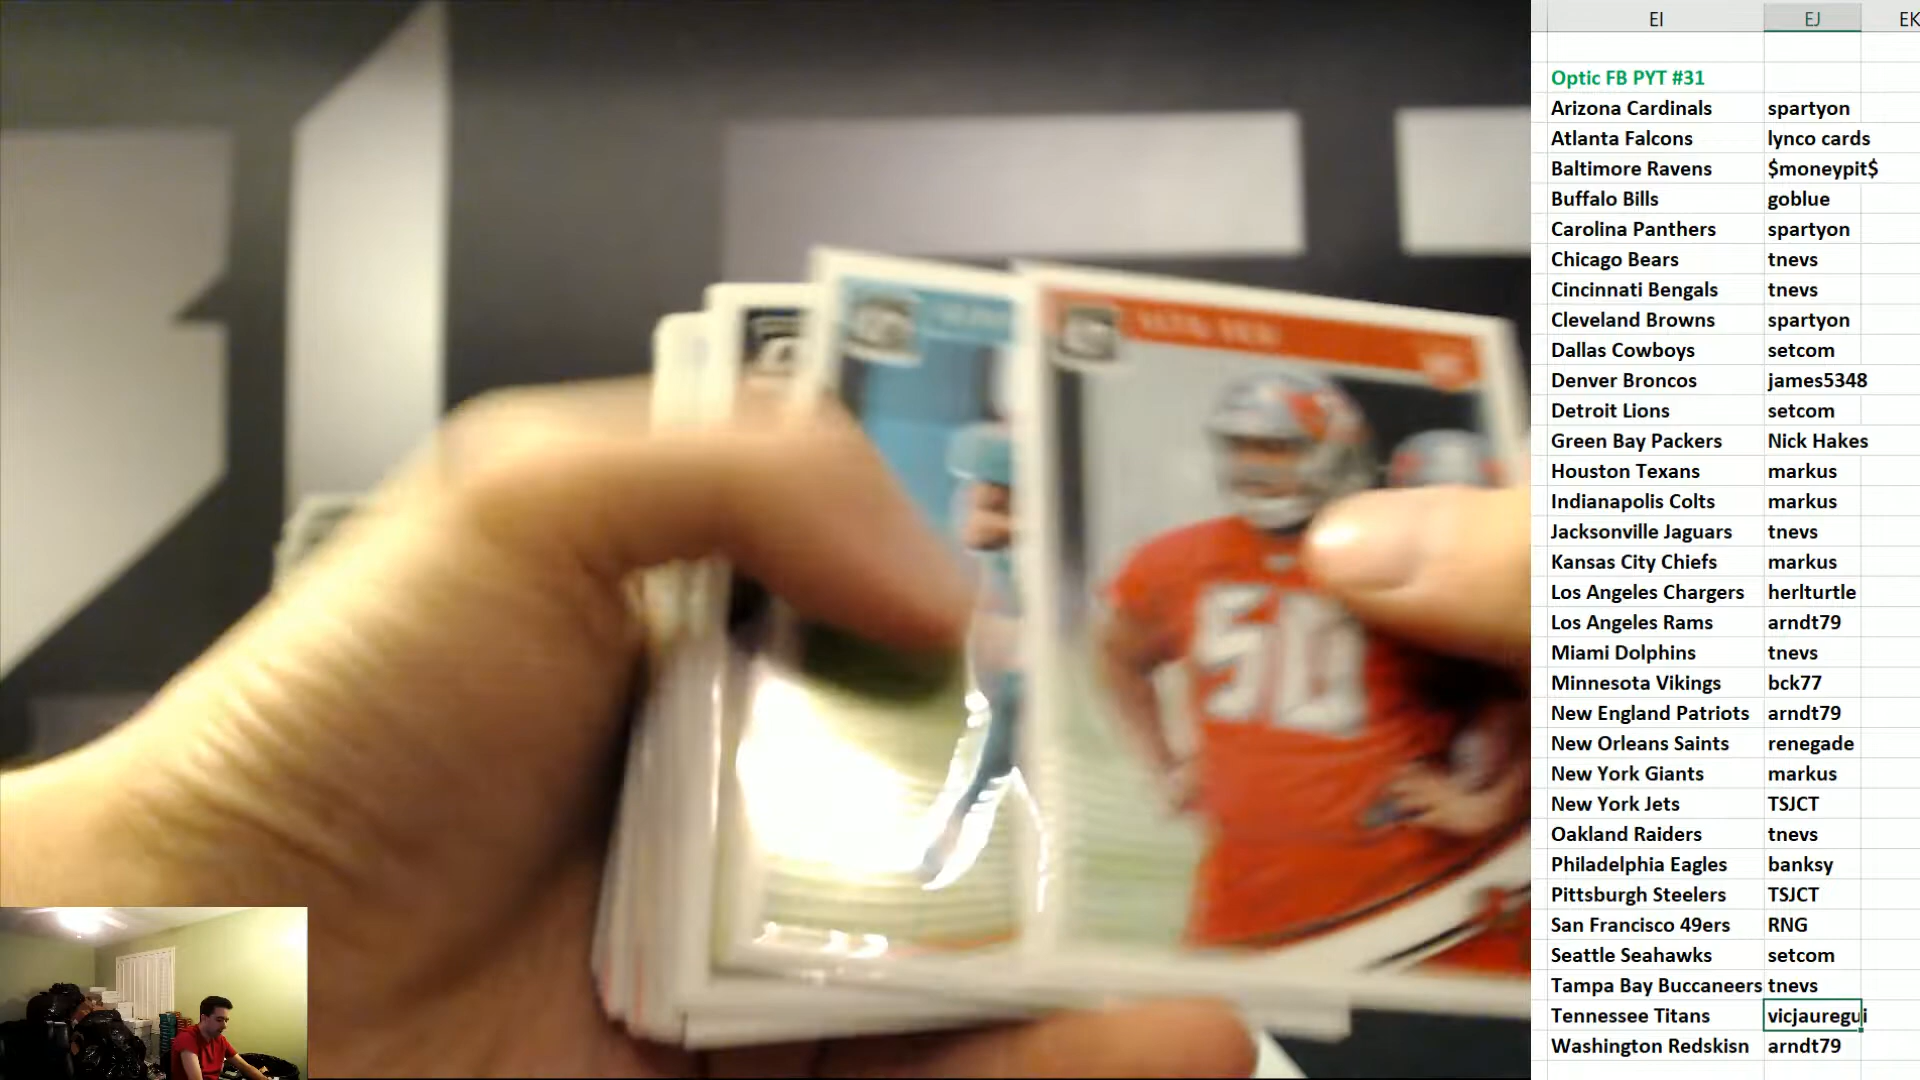 EI EJ EK
Optic FB PYT #31
Arizona Cardinals spartyon
Atlanta Falcons lynco cards
Baltimore Ravens $moneypit$
Buffalo Bills goblue
Carolina Panthers spartyon
Chicago Bears tnevs
Cincinnati Bengals tnevs
Cleveland Browns spartyon
Dallas Cowboys setcom
Denver Broncos james5348
Detroit Lions setcom
Green Bay Packers Nick Hakes
Houston Texans markus
Indianapolis Colts markus
Jacksonville Jaguars tnevs
Kansas City Chiefs markus
Los Angeles Chargers herlturtle
Los Angeles Rams arndt79
Miami Dolphins tnevs
Minnesota Vikings bck77
New England Patriots arndt79
New Orleans Saints renegade
New York Giants markus
New York Jets TSJCT
Oakland Raiders tnevs
Philadelphia Eagles banksy
Pittsburgh Steelers TSJCT
San Francisco 49ers RNG
Seattle Seahawks setcom
Tampa Bay Buccaneers tnevs
Tennessee Titans vicjauregui
Washington Redskisn arndt79
VITA VEA
50